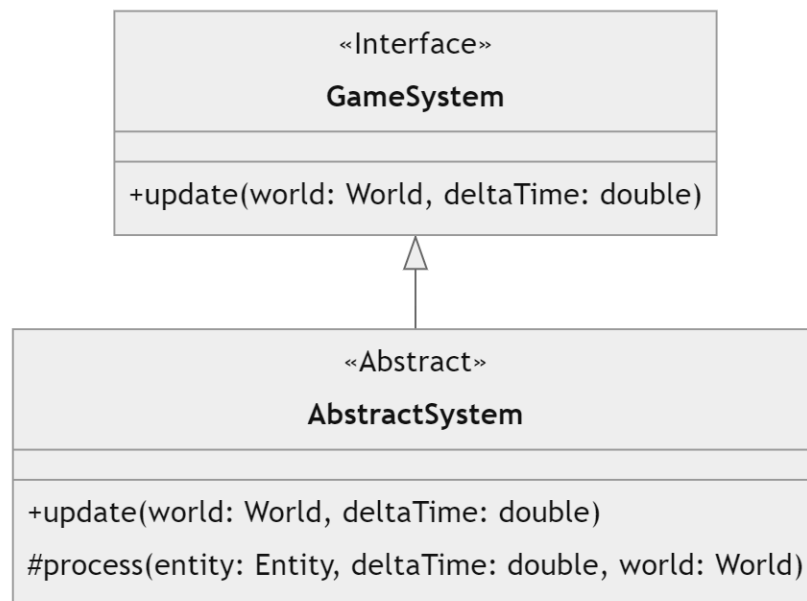 «Interface»
GameSystem
+update(world: World, deltaTime: double)
«Abstract»
AbstractSystem
+update(world: World, deltaTime: double)
#process(entity: Entity, deltaTime: double, world: World)